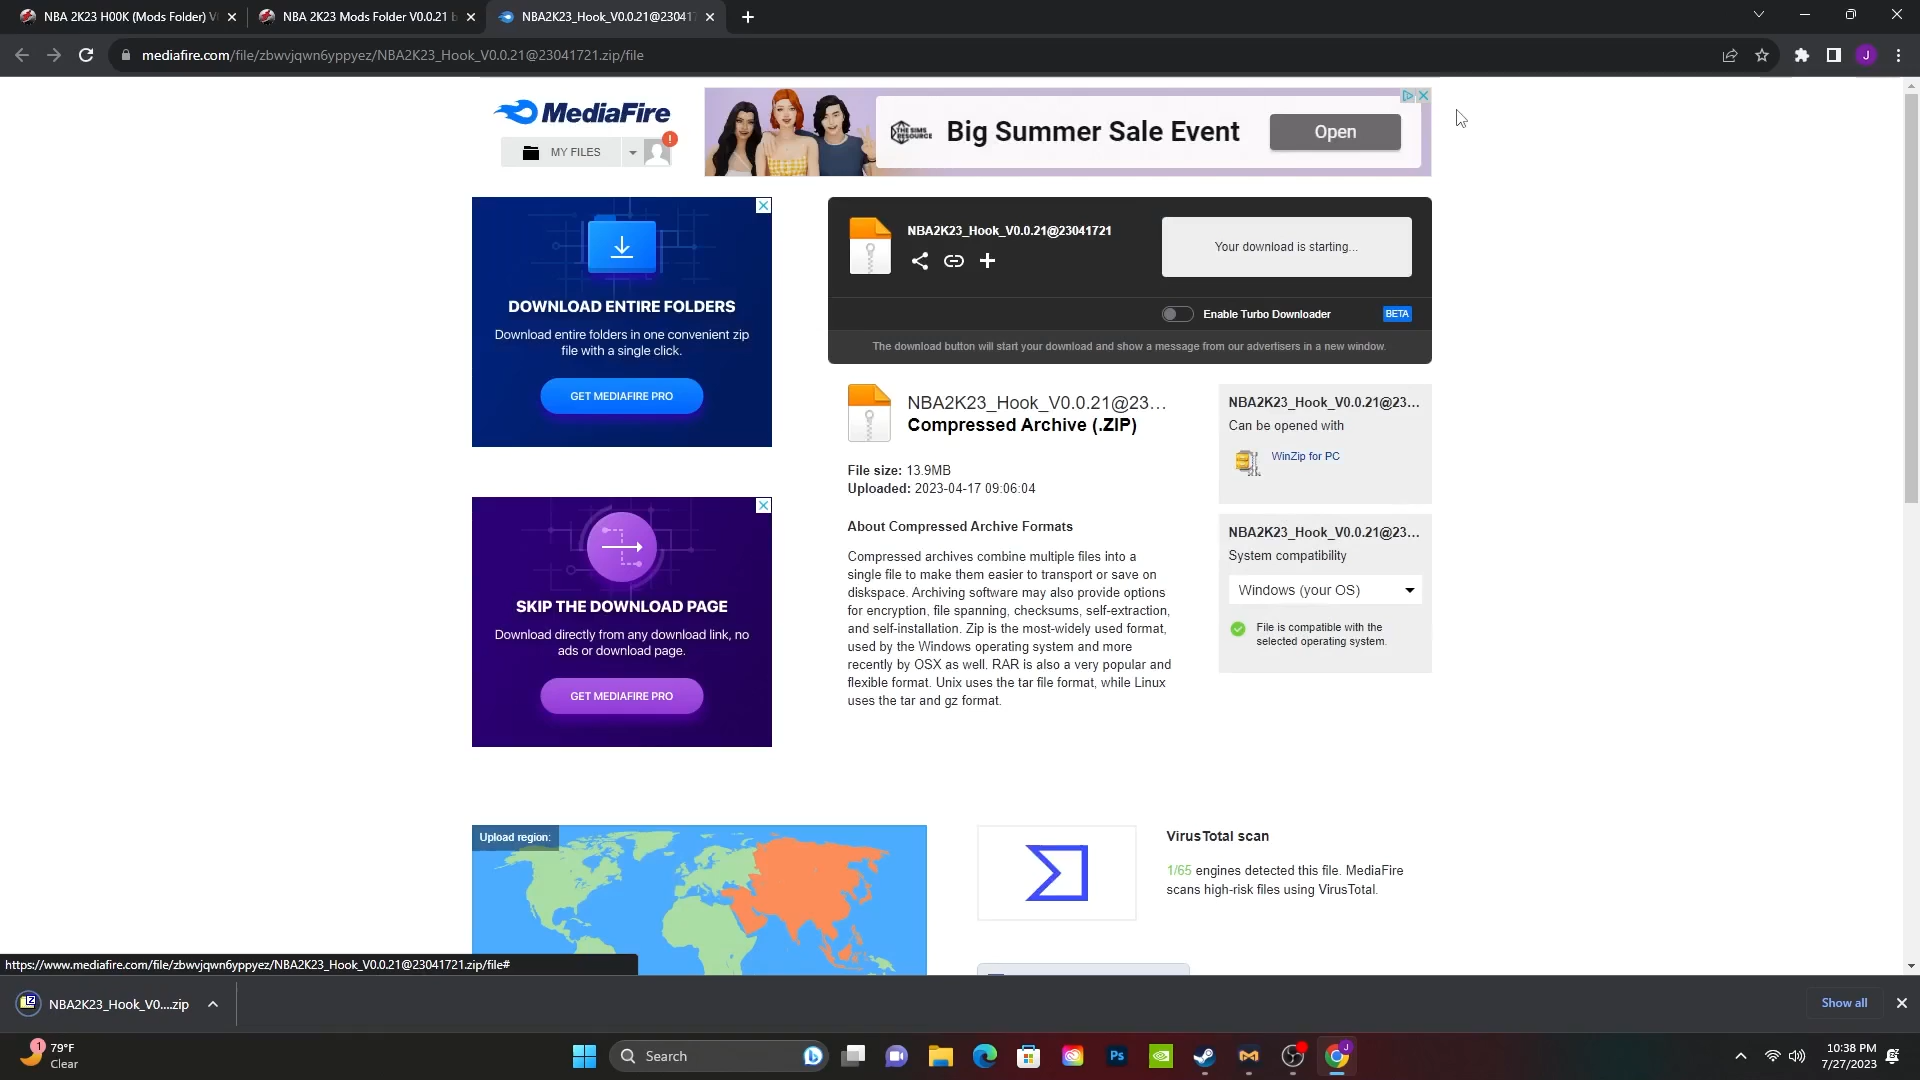 NBA 2K23 H00K (Mods Folder) V
NBA 2K23 Mods Folder V0.0.21 b
NBA2K23_Hook_V0.0.21@23041
mediafire.com/file/zbwvjqwn6yppyez/NBA2K23_Hook_V0.0.21@23041721.zip/file
J
MediaFire
MY FILES
!
THE SIMS
RESOURCE
Big Summer Sale Event
Open
DOWNLOAD ENTIRE FOLDERS
Download entire folders in one convenient zip
file with a single click.
GET MEDIAFIRE PRO
NBA2K23_Hook_V0.0.21@23041721
Your download is starting...
Enable Turbo Downloader
BETA
The download button will start your download and show a message from our advertisers in a new window.
NBA2K23_Hook_V0.0.21@23...
Compressed Archive (.ZIP)
File size: 13.9MB
Uploaded: 2023-04-17 09:06:04
About Compressed Archive Formats
Compressed archives combine multiple files into a
single file to make them easier to transport or save on
diskspace. Archiving software may also provide options
for encryption, file spanning, checksums, self-extraction,
and self-installation. Zip is the most-widely used format,
used by the Windows operating system and more
recently by OSX as well. RAR is also a very popular and
flexible format. Unix uses the tar file format, while Linux
uses the tar and gz format.
NBA2K23_Hook_V0.0.21@23...
Can be opened with
WinZip for PC
NBA2K23_Hook_V0.0.21@23...
System compatibility
Windows (your OS)
File is compatible with the
selected operating system.
SKIP THE DOWNLOAD PAGE
Download directly from any download link, no
ads or download page.
GET MEDIAFIRE PRO
Upload region:
VirusTotal scan
1/65 engines detected this file. MediaFire
scans high-risk files using VirusTotal.
https://www.mediafire.com/file/zbwvjqwn6yppyez/NBA2K23_Hook_V0.0.21@23041721.zip/file#
NBA2K23_Hook_V0....zip
Show all
1
79°F
Clear
Search
Ps
J
10:38 PM
7/27/2023